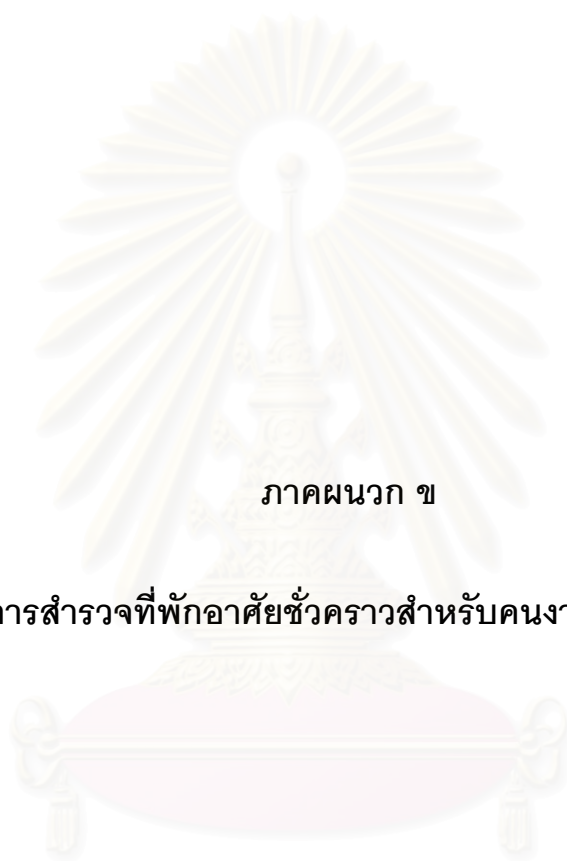 ภาคผนวก ข
การสำรวจที่พักอาศัยชั่วคราวสำหรับคนงา